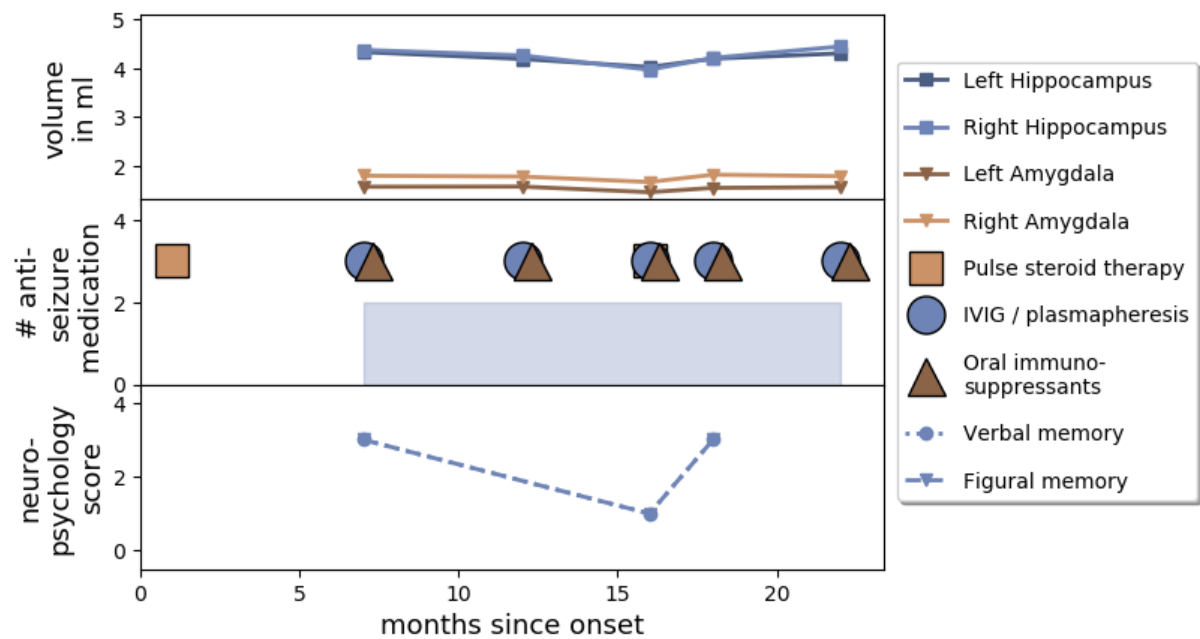 volume
in ml
5
4
3
2
# anti-
seizure
medication
4
2
0
neuro-
psychology
score
4
2
0
0
5
10
15
20
months since onset
Left Hippocampus
Right Hippocampus
Left Amygdala
Right Amygdala
Pulse steroid therapy
IVIG / plasmapheresis
Oral immuno-
suppressants
Verbal memory
Figural memory